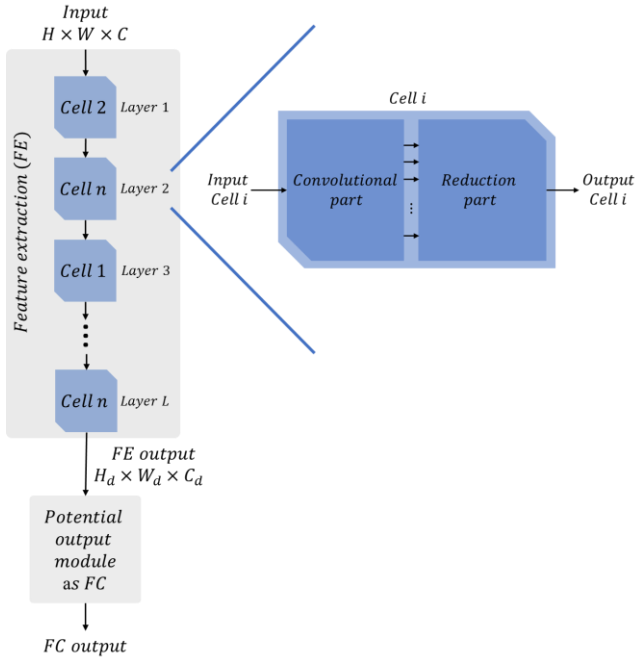 Input
H × W × C
Feature extraction (FE)
Cell 2
Layer 1
Cell n
Layer 2
Cell 1
Layer 3
Cell n
Layer L
FE output
H_d × W_d × C_d
Potential
output
module
as FC
FC output
Cell i
Input
Cell i
Convolutional
part
Reduction
part
Output
Cell i